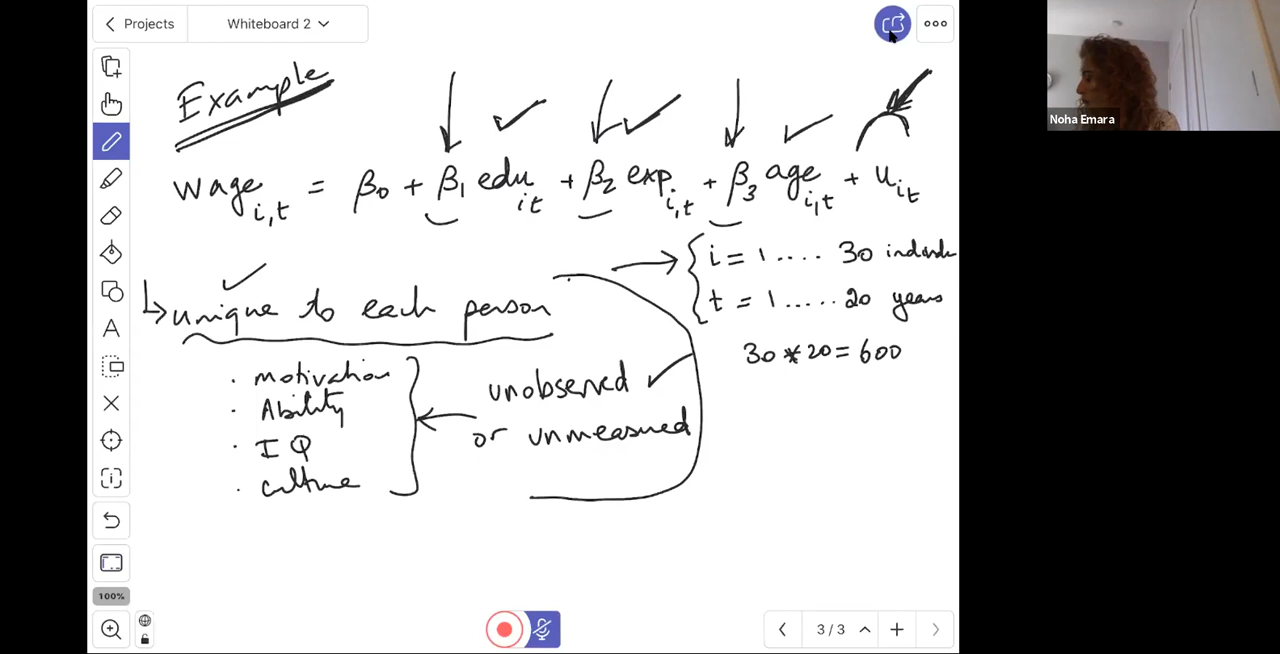 Projects
Whiteboard 2
Noha Emara
Example
wage i,t = β0 + β1 edu it + β2 exp. i,t + β3 age i,t + u it
i = 1 .... 30
t = 1 ..... 20 years
30 * 20 = 600
unique to each person
· motivation
· Ability
· IQ
· culture
unobserved
or unmeasured
A
100%
3/3